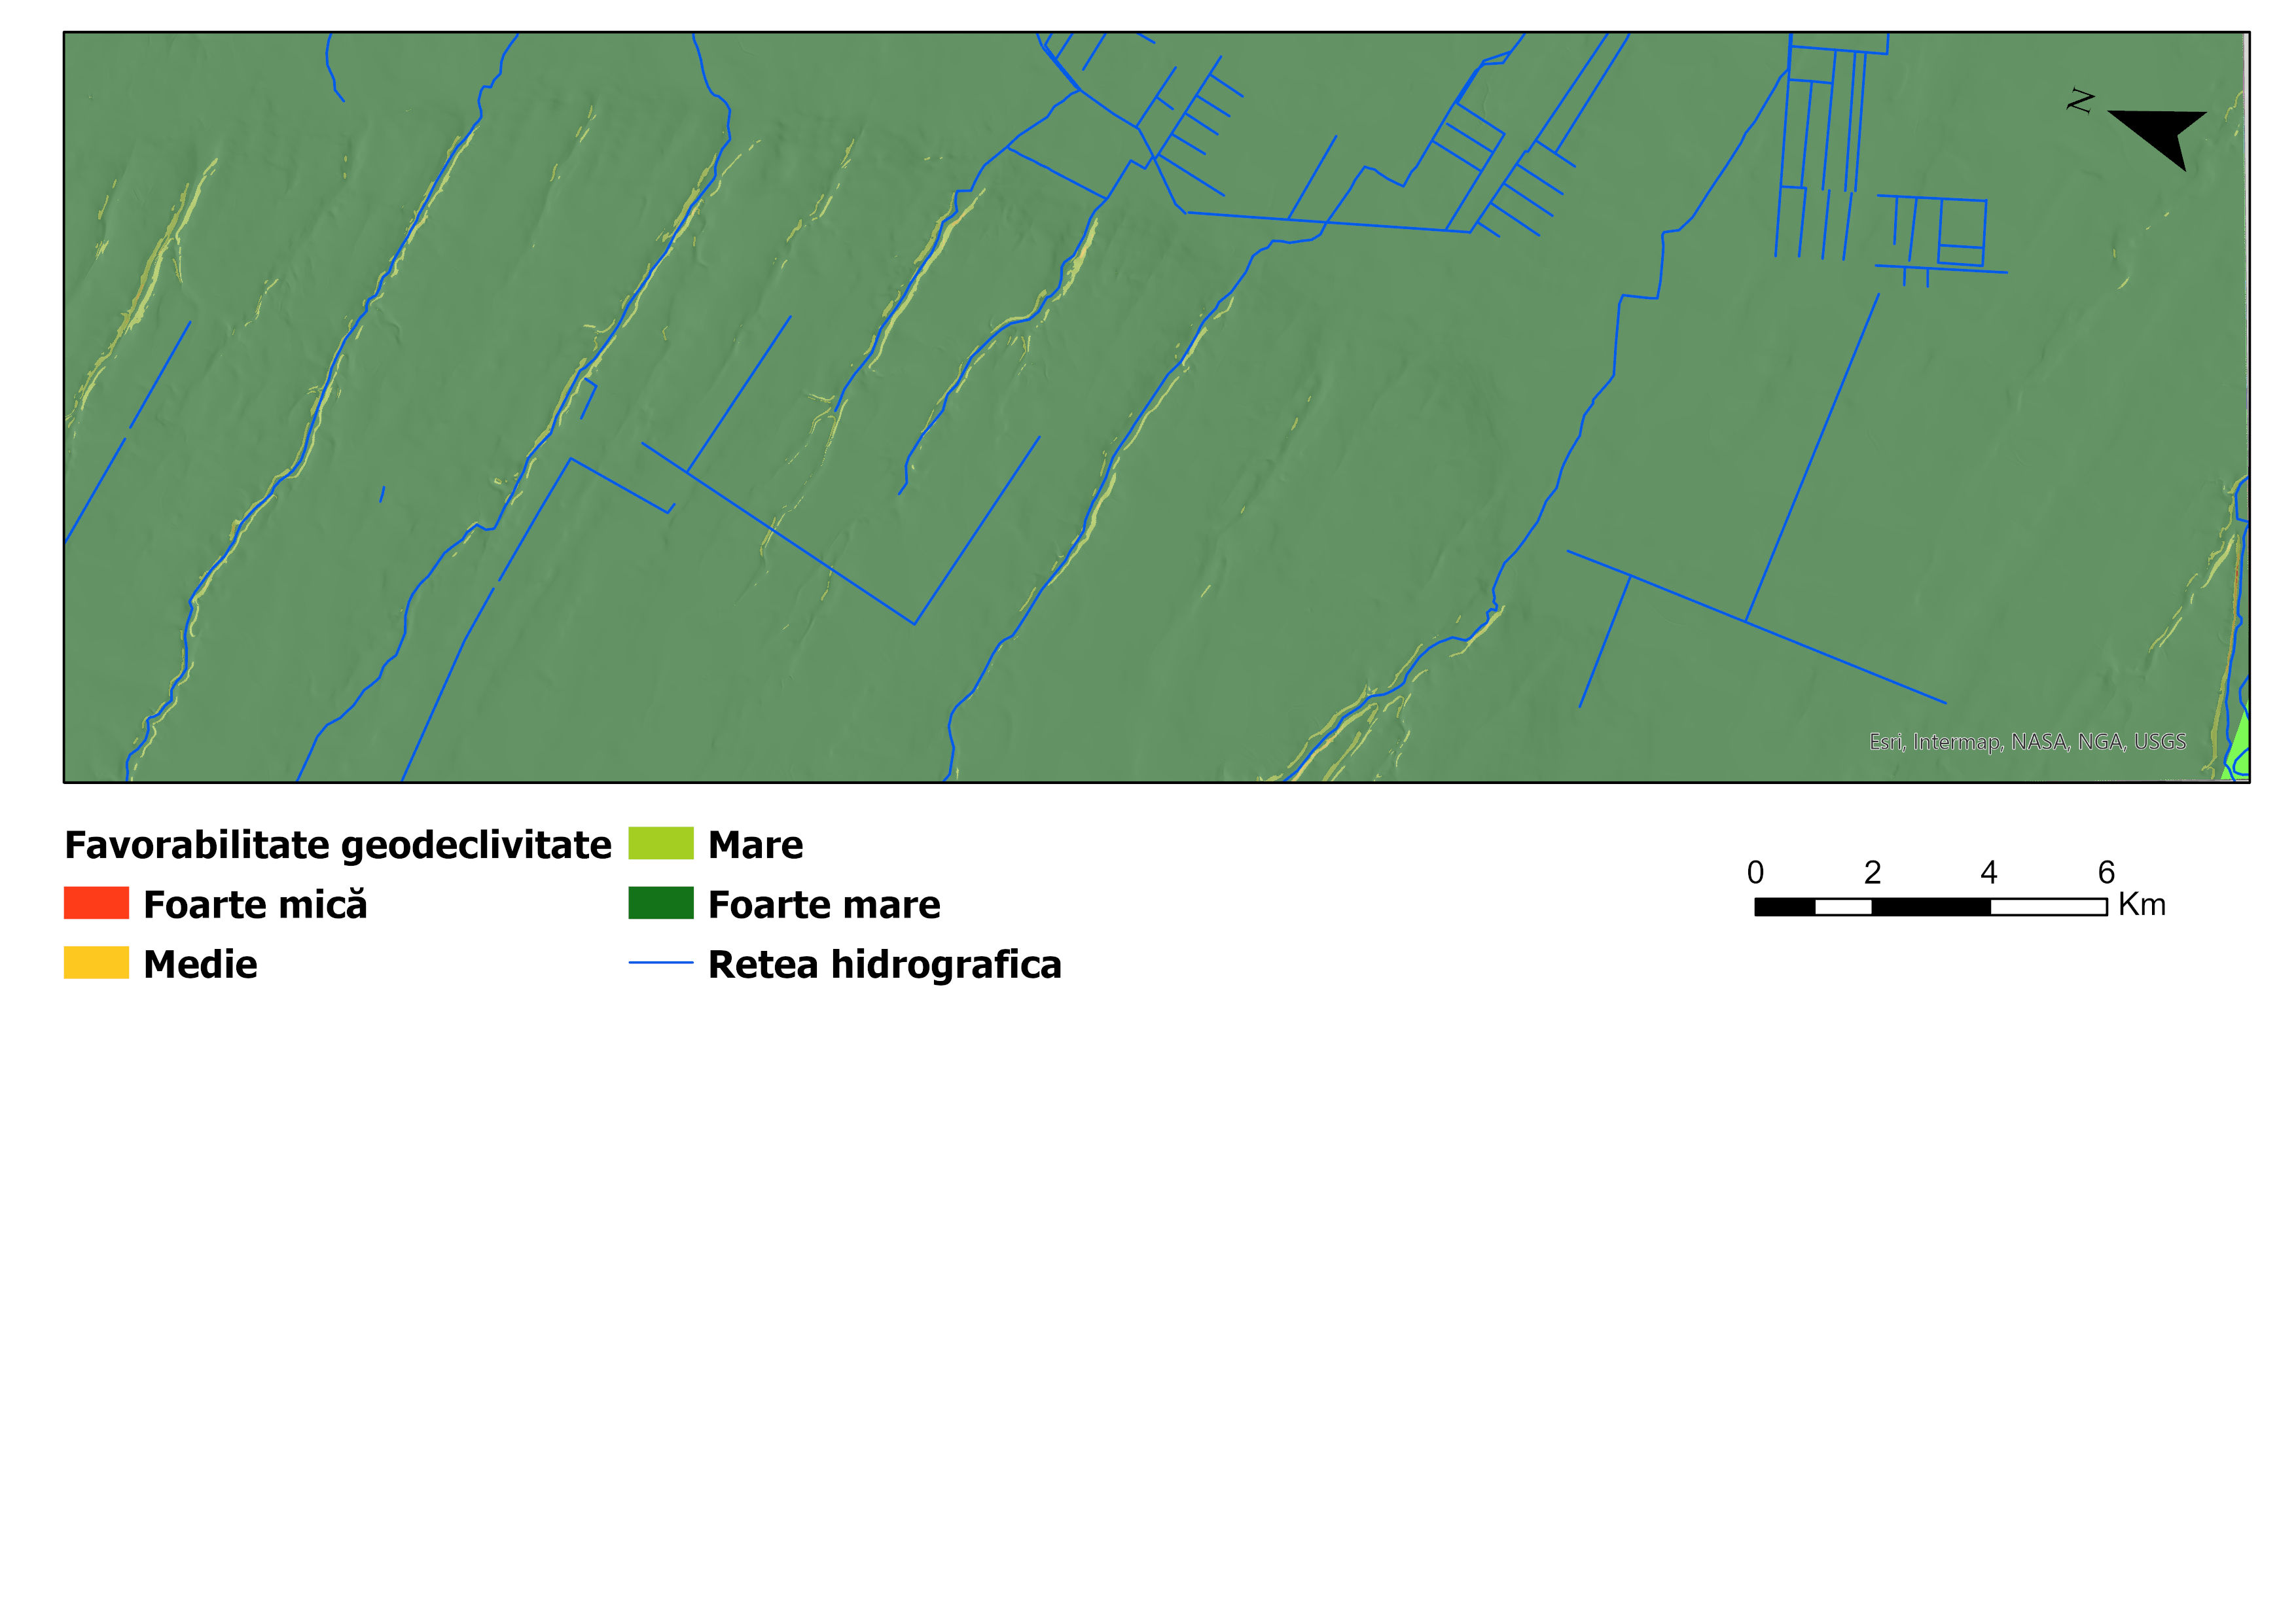 N
Esri, Intermap, NASA, NGA, USGS
Favorabilitate geodeclivitate
Foarte mică
Medie
Mare
Foarte mare
Retea hidrografica
0 2 4 6
Km